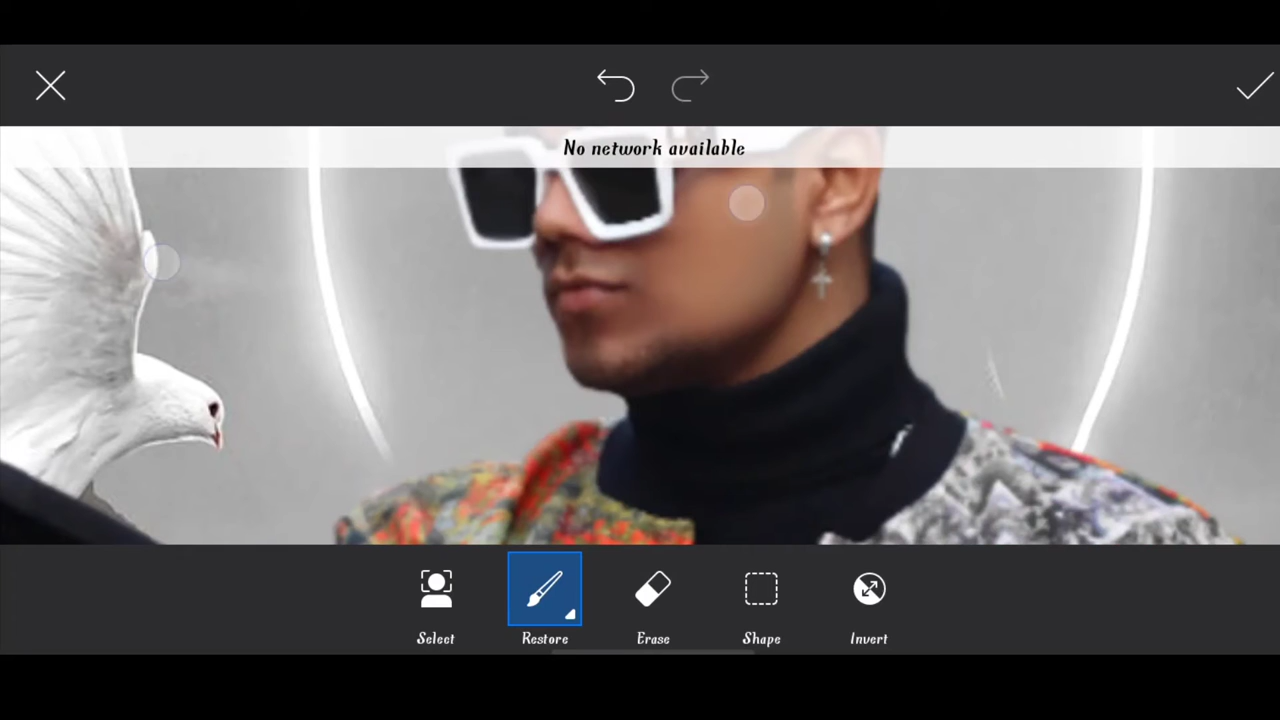 No network available
Select
Restore
Erase
Shape
Invert